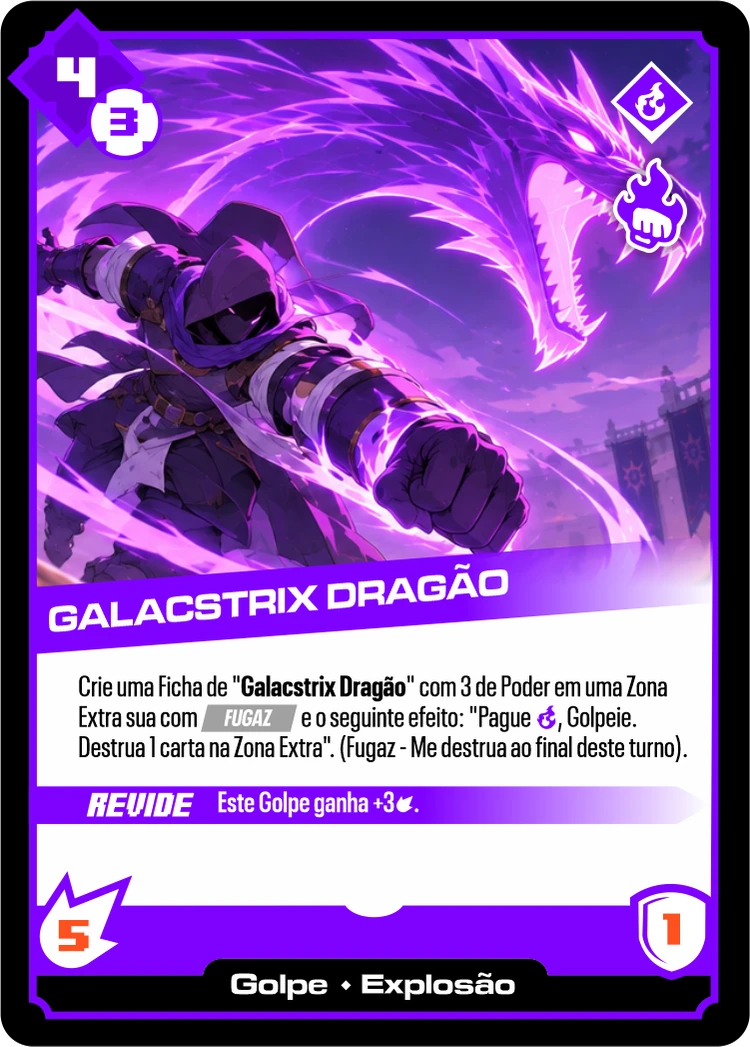 4
3
GALACSTRIX DRAGÃO
Crie uma Ficha de "Galacstrix Dragão" com 3 de Poder em uma Zona
Extra sua com FUGAZ e o seguinte efeito: "Pague , Golpeie.
Destrua 1 carta na Zona Extra". (Fugaz - Me destrua ao final deste turno).
REVIDE Este Golpe ganha +3.
5
1
Golpe • Explosão